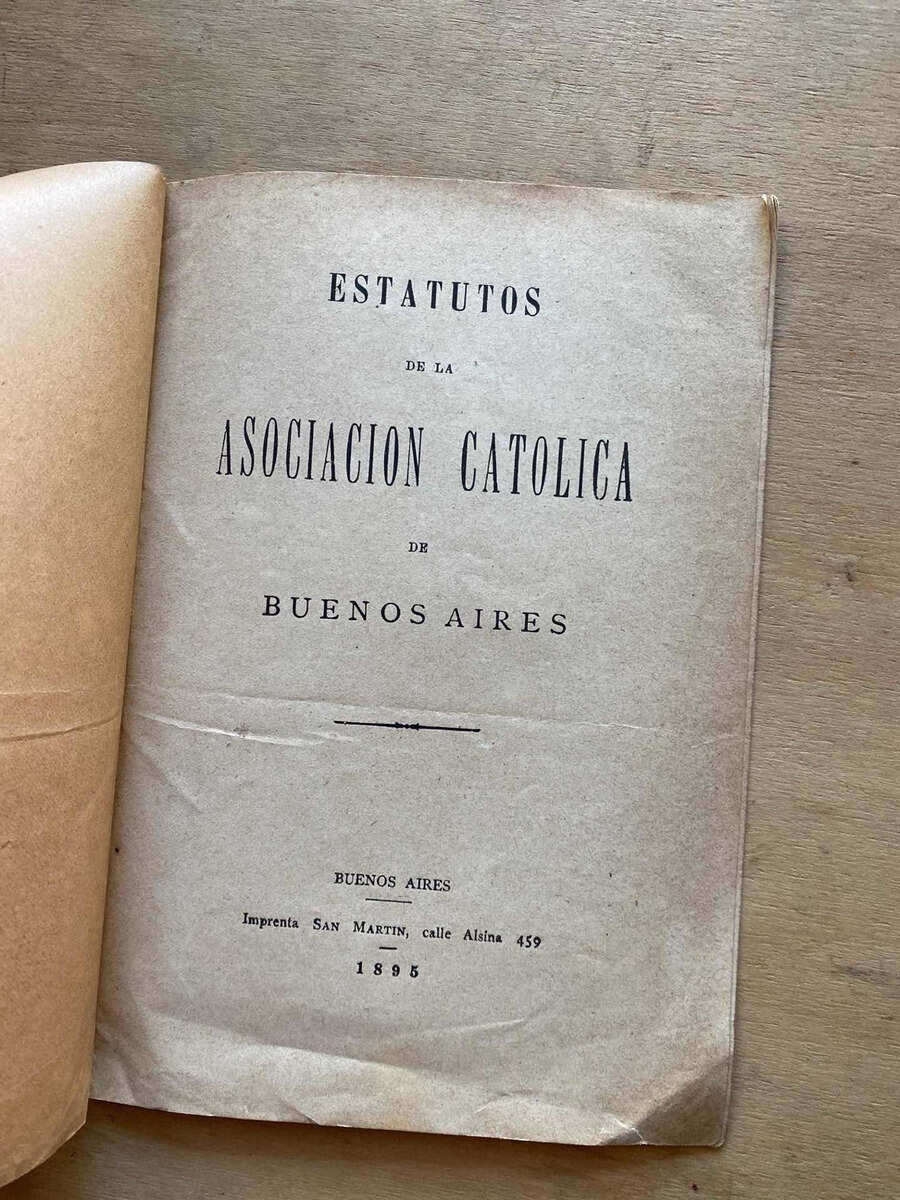 ESTATUTOS
DE LA
ASOCIACION CATOLICA
DE
BUENOS AIRES
BUENOS AIRES
Imprenta SAN MARTIN, calle Alsina 459
1895